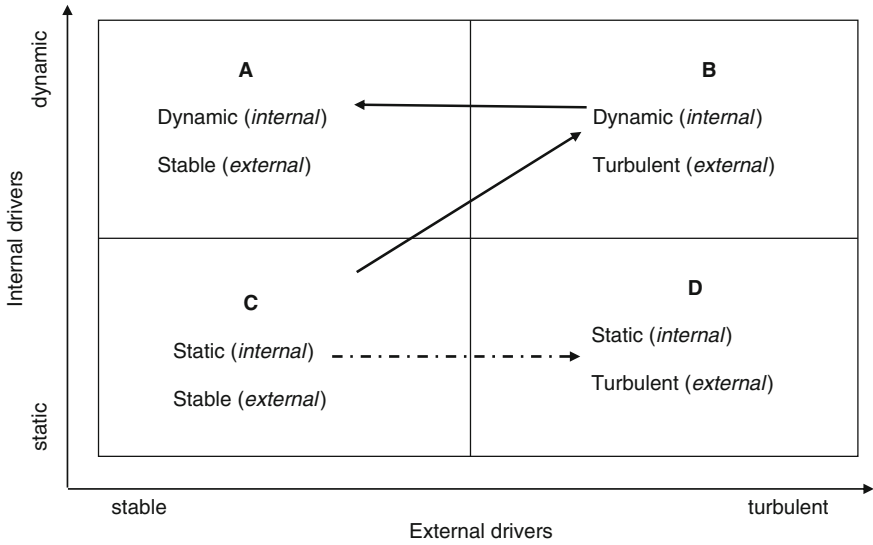 Internal drivers
dynamic
static
A
Dynamic (internal)
Stable (external)
B
Dynamic (internal)
Turbulent (external)
C
Static (internal)
Stable (external)
D
Static (internal)
Turbulent (external)
stable
turbulent
External drivers